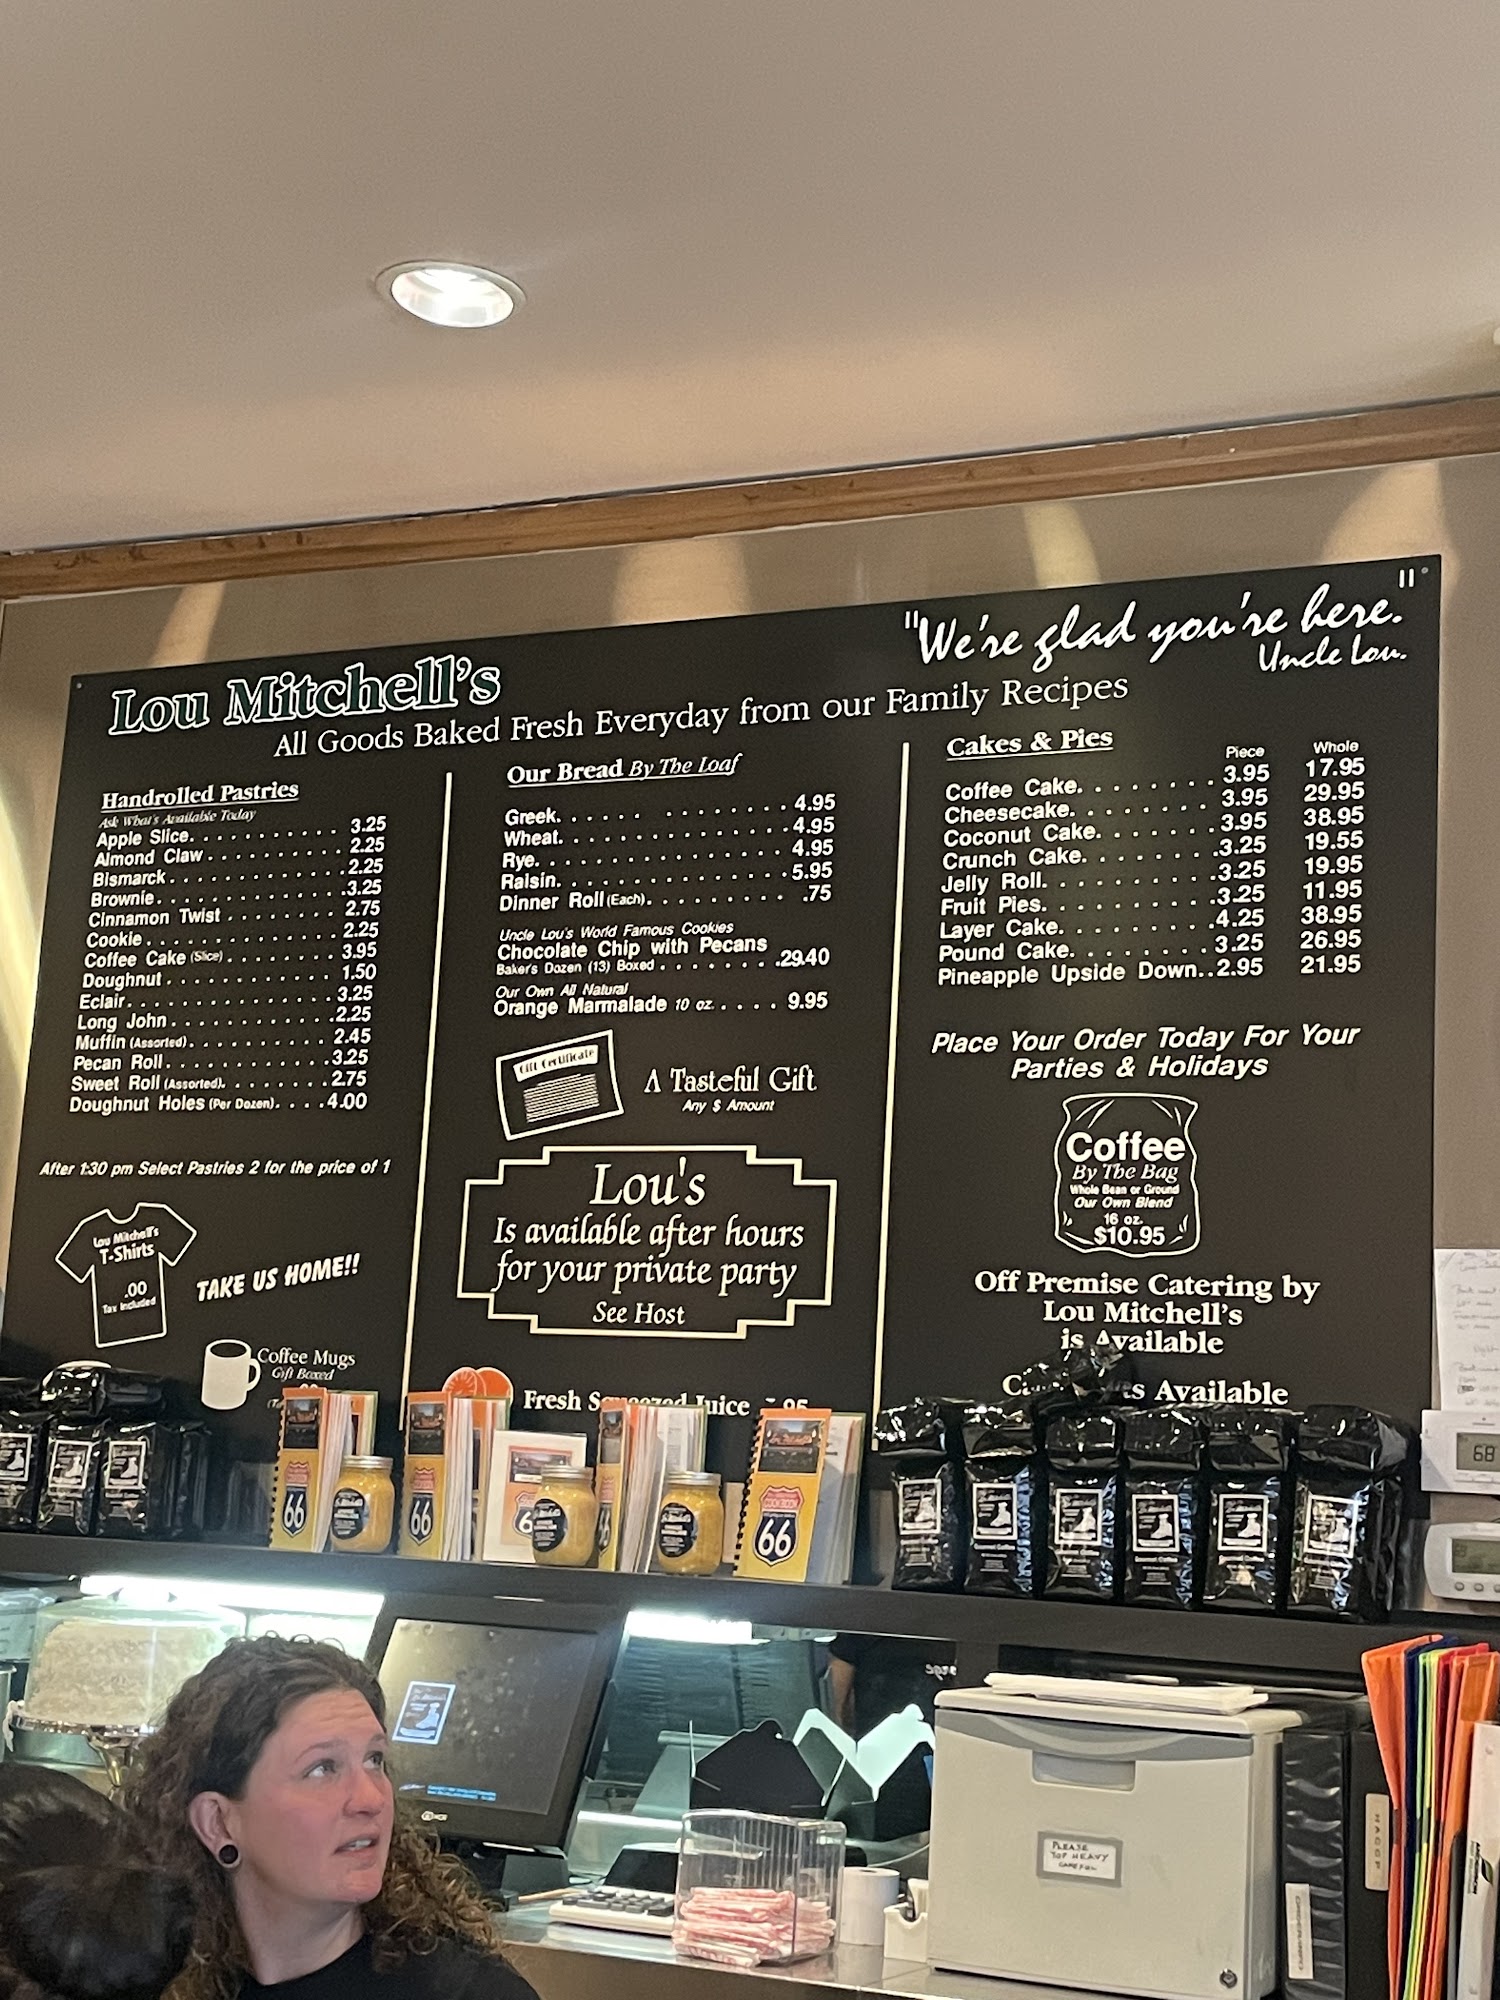 "We're glad you're here."
Uncle Lou.
Lou Mitchell's
All Goods Baked Fresh Everyday from our Family Recipes
Handrolled Pastries
Ask What's Available Today
Apple Slice. . . . . . . . . . . 3.25
Almond Claw . . . . . . . . . . 2.25
Bismark . . . . . . . . . . . . . 2.25
Brownie. . . . . . . . . . . . . .3.25
Cinnamon Twist . . . . . . . . 2.75
Cookie . . . . . . . . . . . . . . 2.25
Coffee Cake (Slice) . . . . . . . . 3.95
Doughnut . . . . . . . . . . . . 1.50
Eclair. . . . . . . . . . . . . . . 3.25
Long John . . . . . . . . . . . .2.25
Muffin (Assorted). . . . . . . . . . 2.45
Pecan Roll . . . . . . . . . . . .3.25
Sweet Roll (Assorted). . . . . . . . 2.75
Doughnut Holes (Per Dozen). . . .4.00
After 1:30 pm Select Pastries 2 for the price of 1
Lou Mitchell's
T-Shirts
.00
Tax Included
TAKE US HOME!!
Coffee Mugs
Gift Boxed
Our Bread By The Loaf
Greek. . . . . . . . . . . . . . 4.95
Wheat. . . . . . . . . . . . . . .4.95
Rye. . . . . . . . . . . . . . . . 4.95
Raisin. . . . . . . . . . . . . . .5.95
Dinner Roll (Each). . . . . . . . . .75
Uncle Lou's World Famous Cookies
Chocolate Chip with Pecans
Baker's Dozen (13) Boxed . . . . . . . .29.40
Our Own All Natural
Orange Marmalade 10 oz. . . . . 9.95
Gift Certificate
A Tasteful Gift
Any $ Amount
Lou's
Is available after hours
for your private party
See Host
Fresh Squeezed Juice
Cakes & Pies
Piece Whole
Coffee Cake. . . . . . . . 3.95 17.95
Cheesecake. . . . . . . . 3.95 29.95
Coconut Cake. . . . . . . 3.95 38.95
Crunch Cake. . . . . . . .3.25 19.55
Jelly Roll. . . . . . . . . . .3.25 19.95
Fruit Pies. . . . . . . . . . .3.25 11.95
Layer Cake. . . . . . . . . 4.25 38.95
Pound Cake. . . . . . . . 3.25 26.95
Pineapple Upside Down. . 2.95 21.95
Place Your Order Today For Your
Parties & Holidays
Coffee
By The Bag
Whole Bean or Ground
Our Own Blend
16 oz.
$10.95
Off Premise Catering by
Lou Mitchell's
is Available
Available
68
66
66
COOK BOOK
66
PLEASE
TOP HEAVY
CAREFUL
HACCP